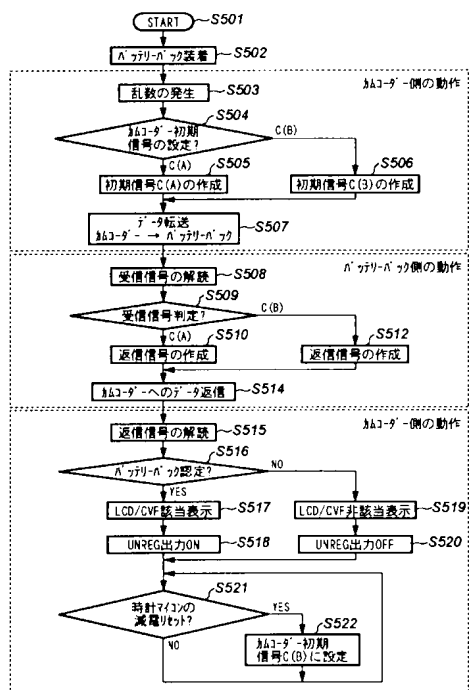 START
S501
バッテリーパック装着
S502
カムコーダー側の動作
乱数の発生
S503
S504
カムコーダー初期
信号の設定?
C(B)
C(A)
S505
S506
初期信号C(A)の作成
初期信号C(B)の作成
データ転送
カムコーダー → バッテリーパック
S507
バッテリーパック側の動作
受信信号の解読
S508
S509
受信信号判定?
C(B)
C(A)
S510
S512
返信信号の作成
返信信号の作成
カムコーダーへのデータ返信
S514
カムコーダー側の動作
返信信号の解読
S515
S516
バッテリーパック認定?
NO
YES
LCD/CVF該当表示
S517
LCD/CVF非該当表示
S519
UNREG出力ON
S518
UNREG出力OFF
S520
S521
時計マイコンの
減電リセット?
YES
S522
NO
カムコーダー初期
信号C(B)に設定